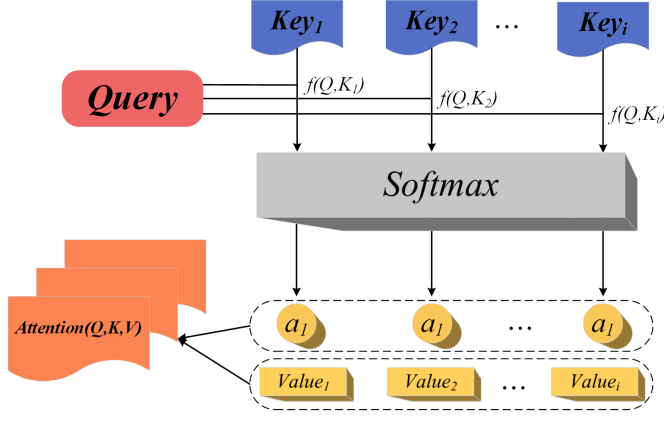 Key₁ Key₂ ... Keyᵢ
Query
f(Q,K₁) f(Q,K₂) f(Q,Kᵢ)
Softmax
a₁ a₁ ... a₁
Attention(Q,K,V)
Value₁ Value₂ ... Valueᵢ